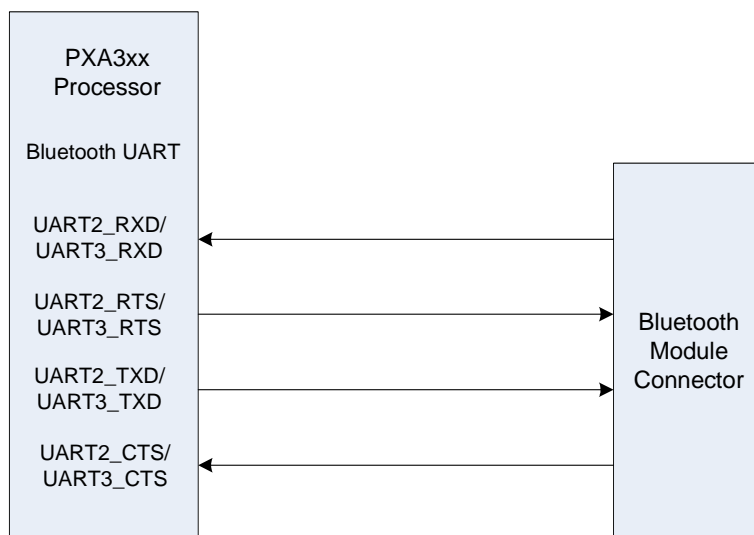 PXA3xx
Processor
Bluetooth UART
UART2_RXD/
UART3_RXD
UART2_RTS/
UART3_RTS
UART2_TXD/
UART3_TXD
UART2_CTS/
UART3_CTS
Bluetooth
Module
Connector